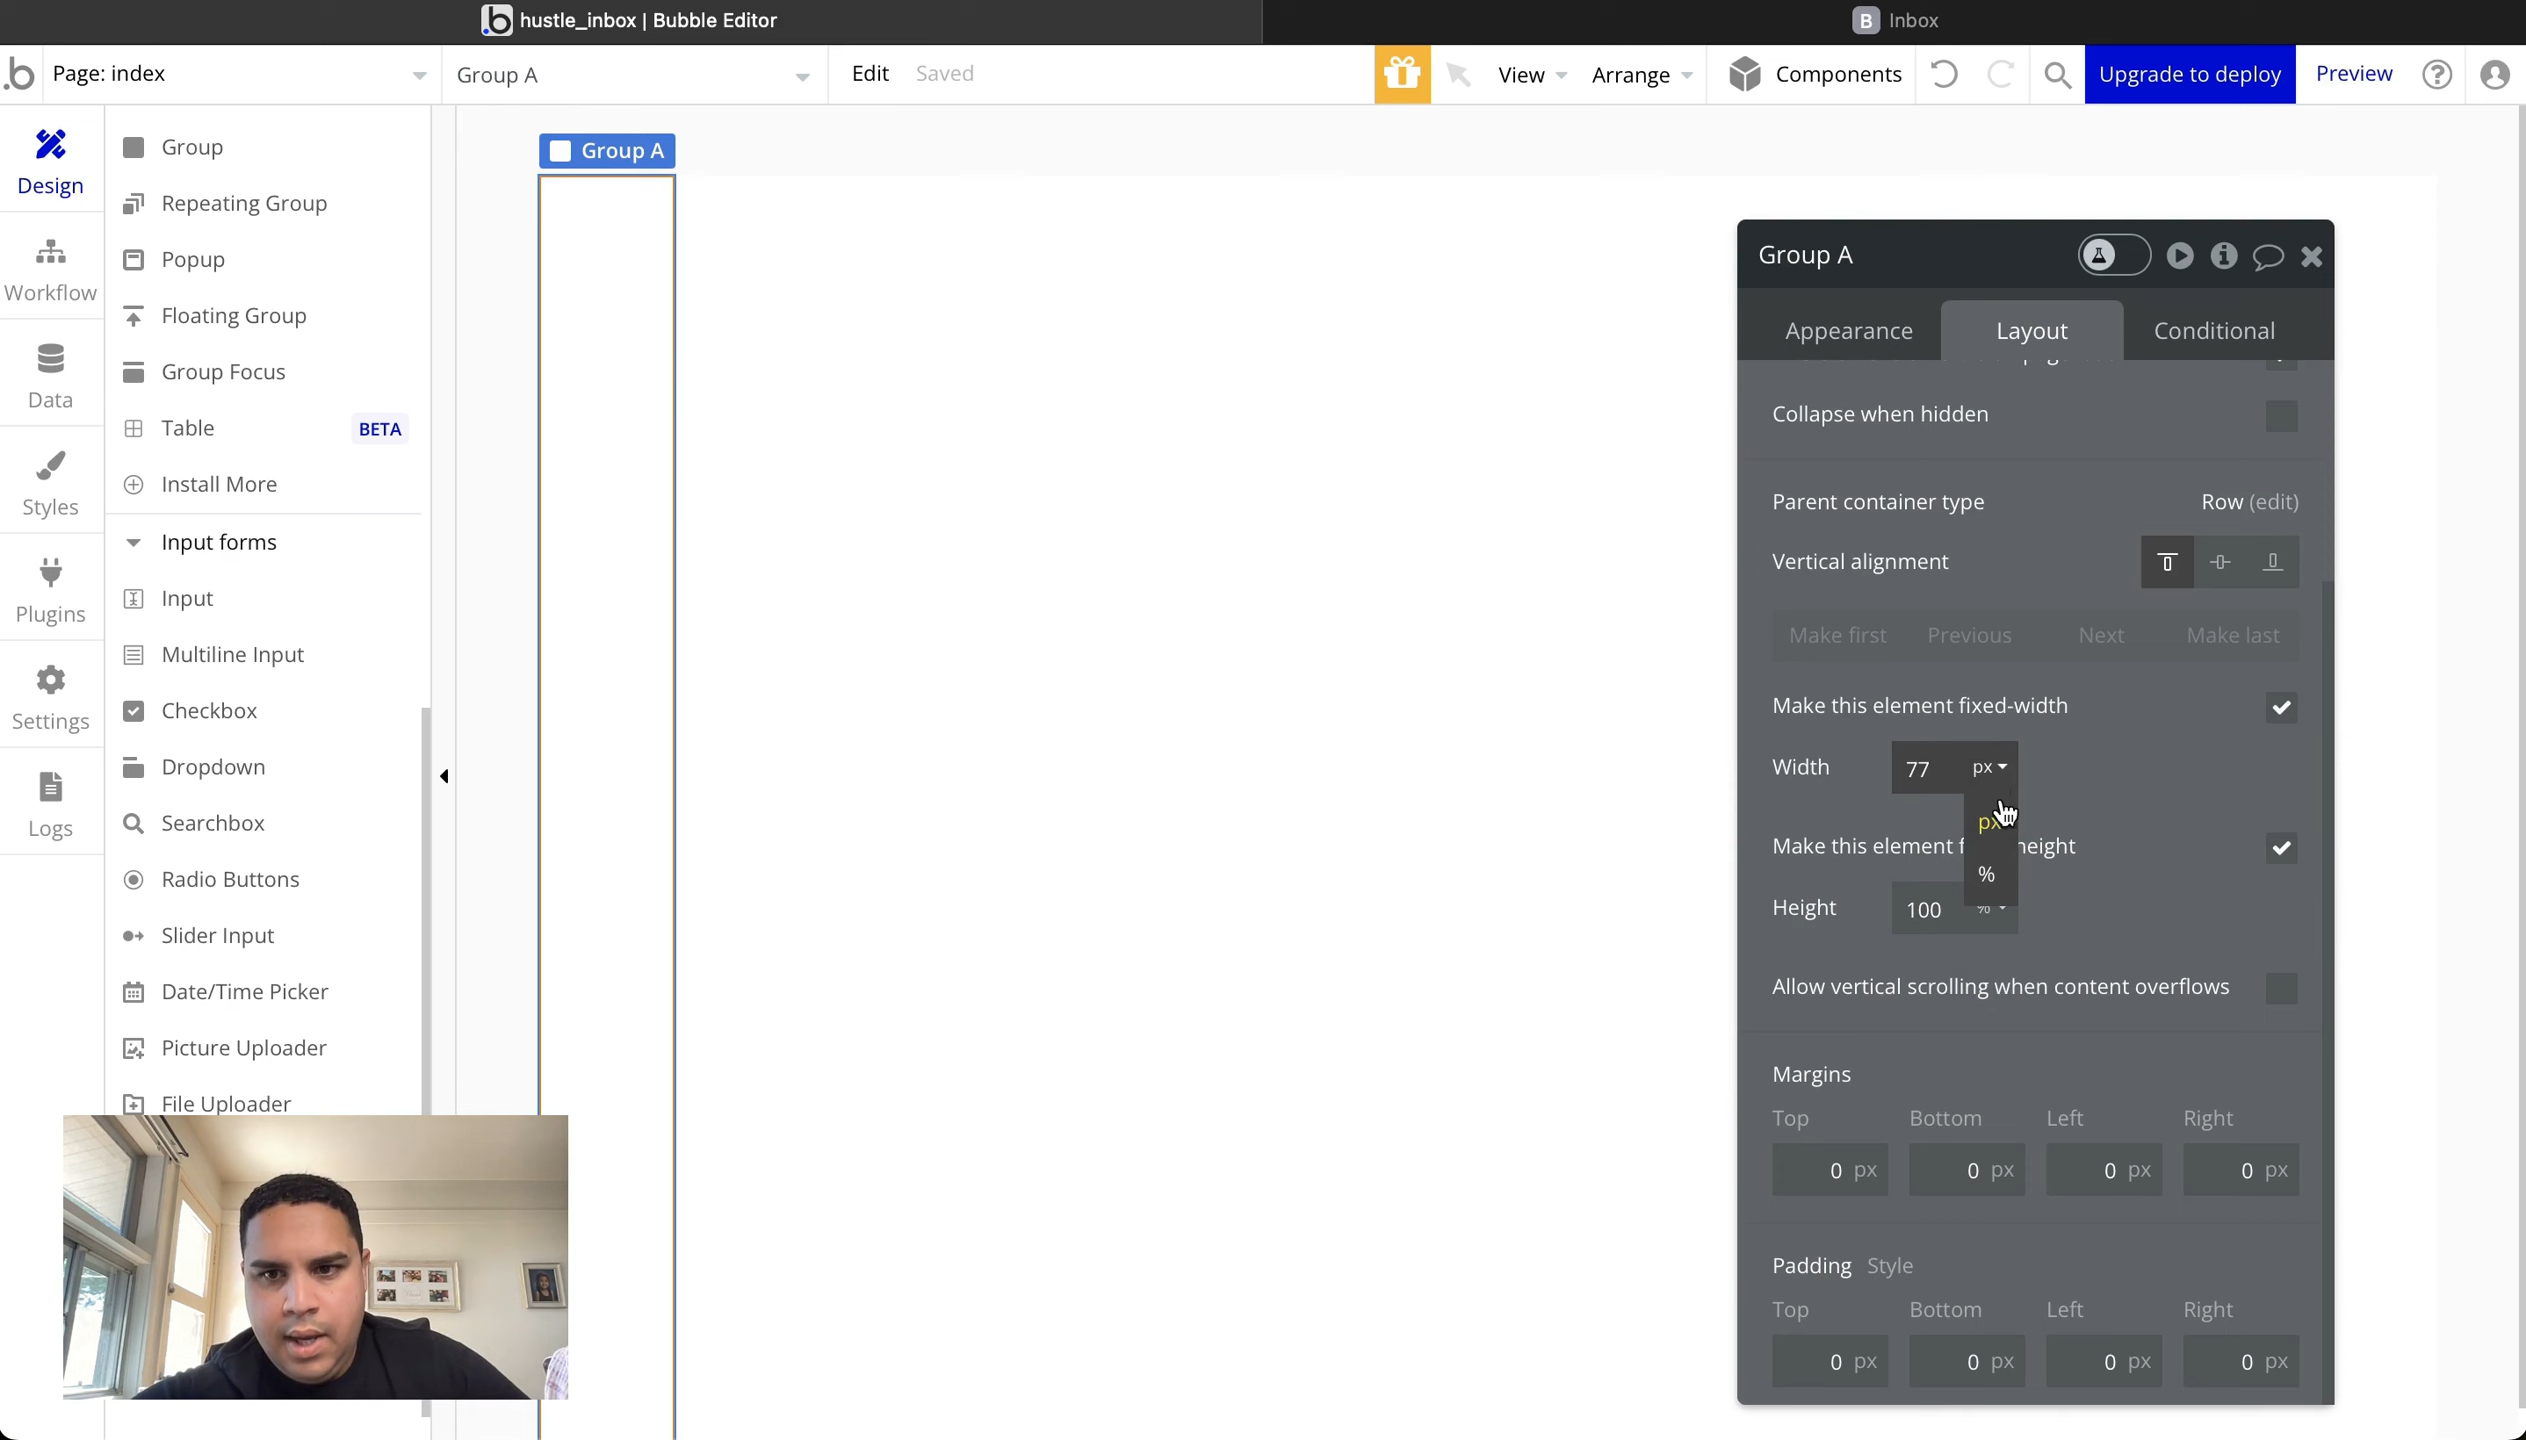 hustle_inbox | Bubble Editor
B Inbox
Page: index
Group A
Edit
Saved
View
Arrange
Components
Upgrade to deploy
Preview
Design
Workflow
Data
Styles
Plugins
Settings
Logs
Group
Repeating Group
Popup
Floating Group
Group Focus
Table BETA
Install More
Input forms
Input
Multiline Input
Checkbox
Dropdown
Searchbox
Radio Buttons
Slider Input
Date/Time Picker
Picture Uploader
File Uploader
Group A
Group A
Appearance Layout Conditional
Collapse when hidden
Parent container type Row (edit)
Vertical alignment
Make first Previous Next Make last
Make this element fixed-width
Width 77 px
px
Make this element f height
%
Height 100 %
Allow vertical scrolling when content overflows
Margins
Top Bottom Left Right
0 px 0 px 0 px 0 px
Padding Style
Top Bottom Left Right
0 px 0 px 0 px 0 px